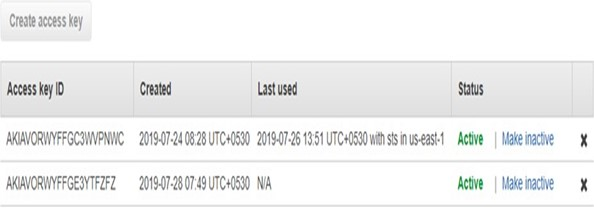 Create access key
Access key ID Created Last used Status
AKIAVORWYFFGC3WVPNWC 2019-07-24 08:28 UTC+0530 2019-07-26 13:51 UTC+0530 with sts in us-east-1 Active | Make inactive ×
AKIAVORWYFFGE3YTFZFZ 2019-07-28 07:49 UTC+0530 N/A Active | Make inactive ×